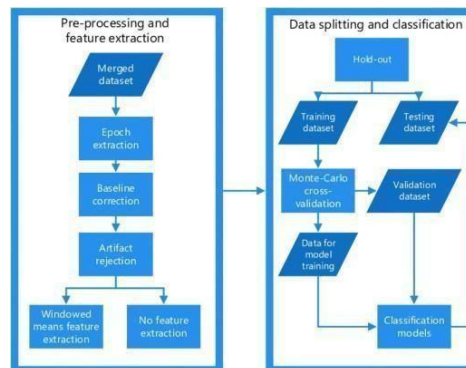 Pre-processing and
feature extraction
Merged
dataset
Epoch
extraction
Baseline
correction
Artifact
rejection
Windowed
means feature
extraction
No feature
extraction
Data splitting and classification
Hold-out
Training
dataset
Testing
dataset
Monte-Carlo
cross-
validation
Validation
dataset
Data for
model
training
Classification
models